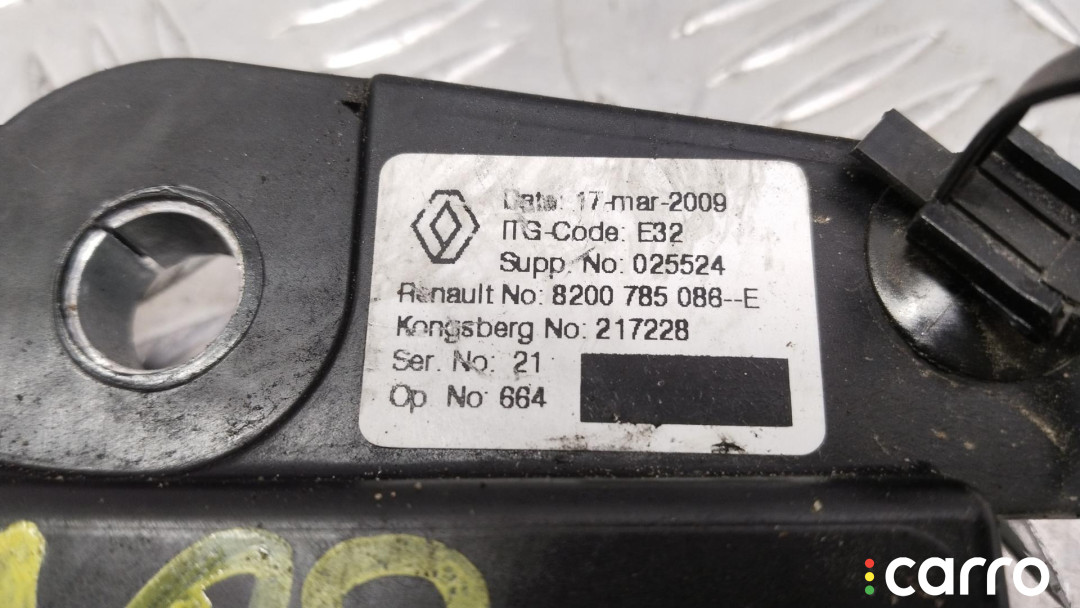 Date: 17-mar-2009
ITG-Code: E32
Supp. No: 025524
Renault No: 8200 785 086--E
Kongsberg No: 217228
Ser. No: 21
Op No: 664
carro